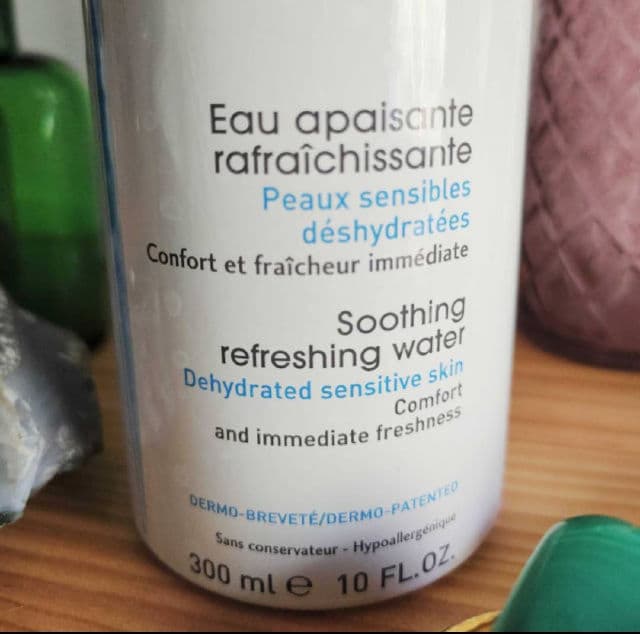 Eau apaisante
rafraîchissante
Peaux sensibles
déshydratées
Confort et fraîcheur immédiate
Soothing
refreshing water
Dehydrated sensitive skin
Comfort
and immediate freshness
DERMO-BREVETÉ/DERMO-PATENTED
Sans conservateur - Hypoallergénique
300 ml e 10 FL.OZ.